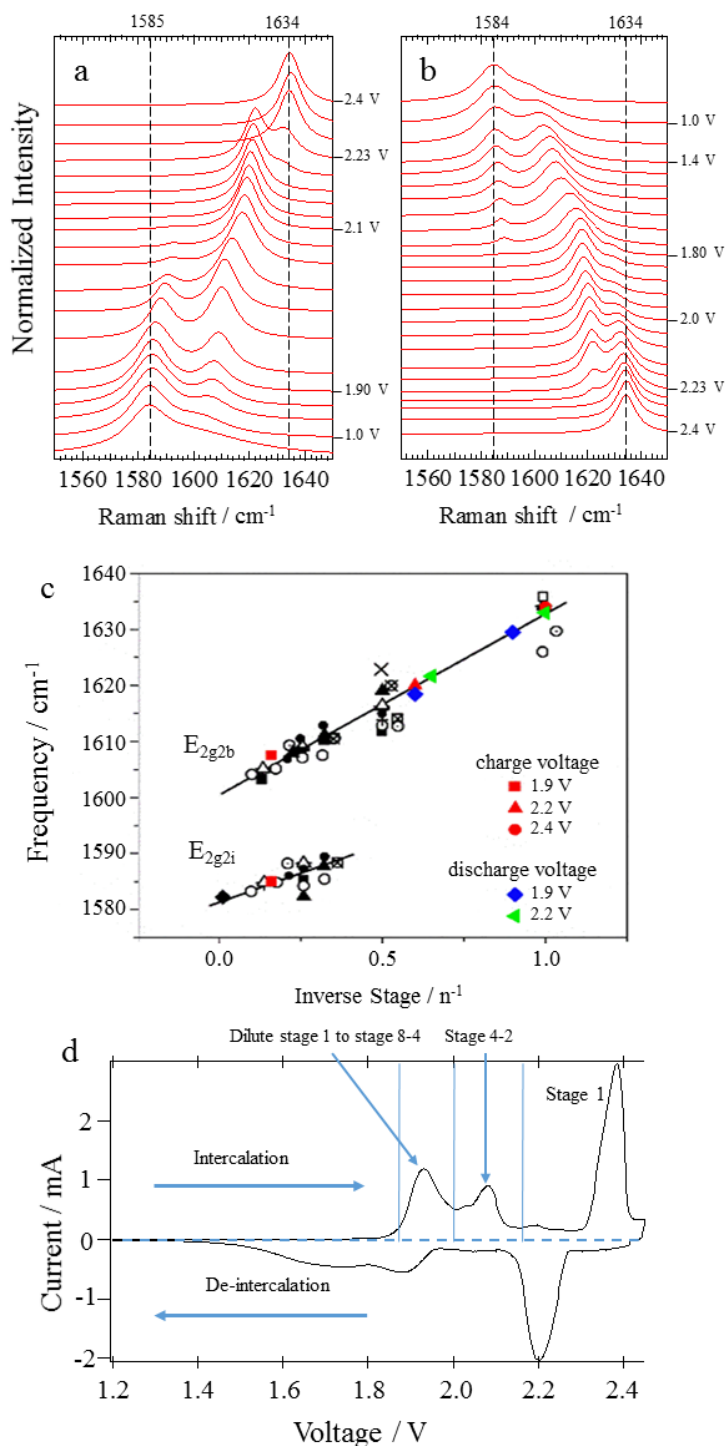 1585 1634
a
2.4 V
2.23 V
2.1 V
1.90 V
1.0 V
Normalized Intensity
1560 1580 1600 1620 1640
Raman shift / cm-1
1584 1634
b
1.0 V
1.4 V
1.80 V
2.0 V
2.23 V
2.4 V
1560 1580 1600 1620 1640
Raman shift / cm-1
c
1640
1630
1620
1610
1600
1590
1580
Frequency / cm-1
E2g2b
E2g2i
charge voltage
1.9 V
2.2 V
2.4 V
discharge voltage
1.9 V
2.2 V
0.0 0.5 1.0
Inverse Stage / n-1
d
Dilute stage 1 to stage 8-4 Stage 4-2
Stage 1
Intercalation
De-intercalation
2
1
0
-1
-2
Current / mA
1.2 1.4 1.6 1.8 2.0 2.2 2.4
Voltage / V